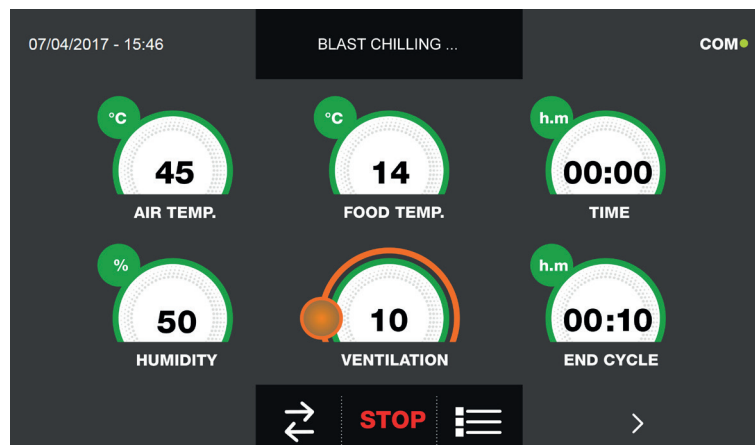 07/04/2017 - 15:46
BLAST CHILLING ...
COM
°C
45
AIR TEMP.
°C
14
FOOD TEMP.
h.m
00:00
TIME
%
50
HUMIDITY
10
VENTILATION
h.m
00:10
END CYCLE
STOP